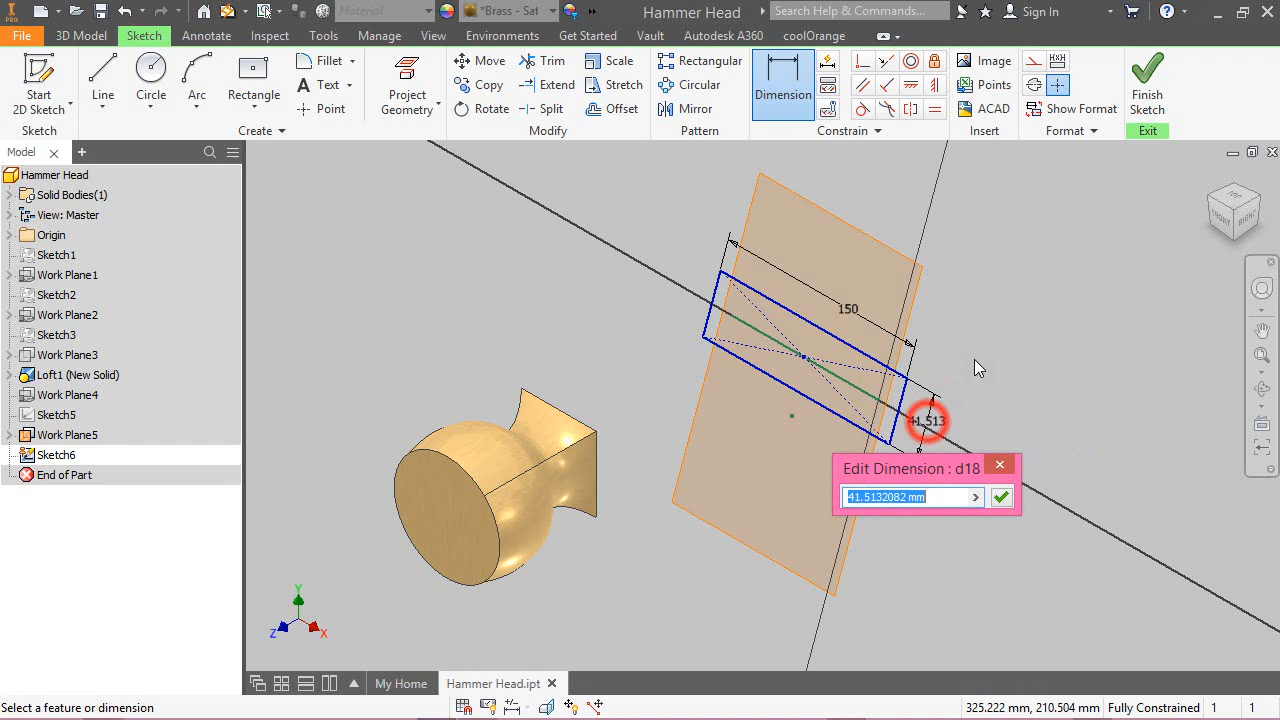 PRO
Material
*Brass - Sat
Hammer Head
Search Help & Commands...
Sign In
File
3D Model
Sketch
Annotate
Inspect
Tools
Manage
View
Environments
Get Started
Vault
Autodesk A360
coolOrange
Start
2D Sketch
Line
Circle
Arc
Rectangle
Fillet
Text
Point
Project
Geometry
Move
Copy
Rotate
Trim
Extend
Split
Scale
Stretch
Offset
Rectangular
Circular
Mirror
Dimension
Image
Points
ACAD
Show Format
Finish
Sketch
Sketch
Create
Modify
Pattern
Constrain
Insert
Format
Exit
Model
Hammer Head
Solid Bodies(1)
View: Master
Origin
Sketch1
Work Plane1
Sketch2
Work Plane2
Sketch3
Work Plane3
Loft1 (New Solid)
Work Plane4
Sketch5
Work Plane5
Sketch6
End of Part
150
41.513
Edit Dimension : d18
41.5132082 mm
TOP
FRONT
RIGHT
Y
Z
X
My Home
Hammer Head.ipt
Select a feature or dimension
325.222 mm, 210.504 mm
Fully Constrained
1
1